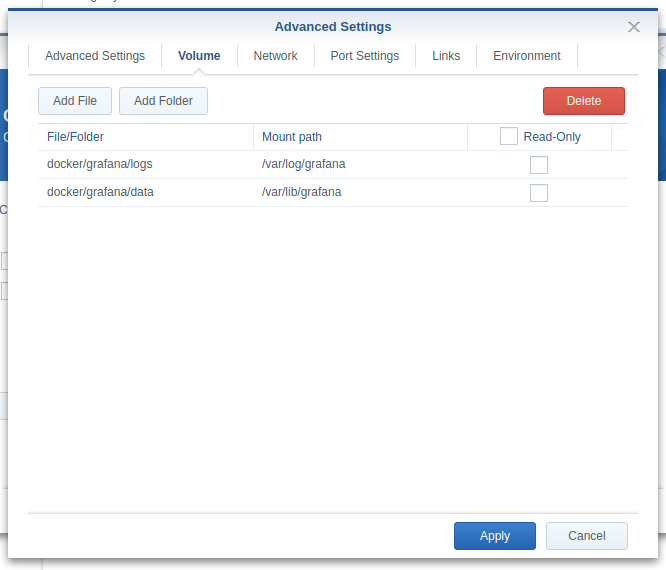 Advanced Settings
Advanced Settings Volume Network Port Settings Links Environment
Add File Add Folder Delete
File/Folder Mount path Read-Only
docker/grafana/logs /var/log/grafana
docker/grafana/data /var/lib/grafana
Apply Cancel